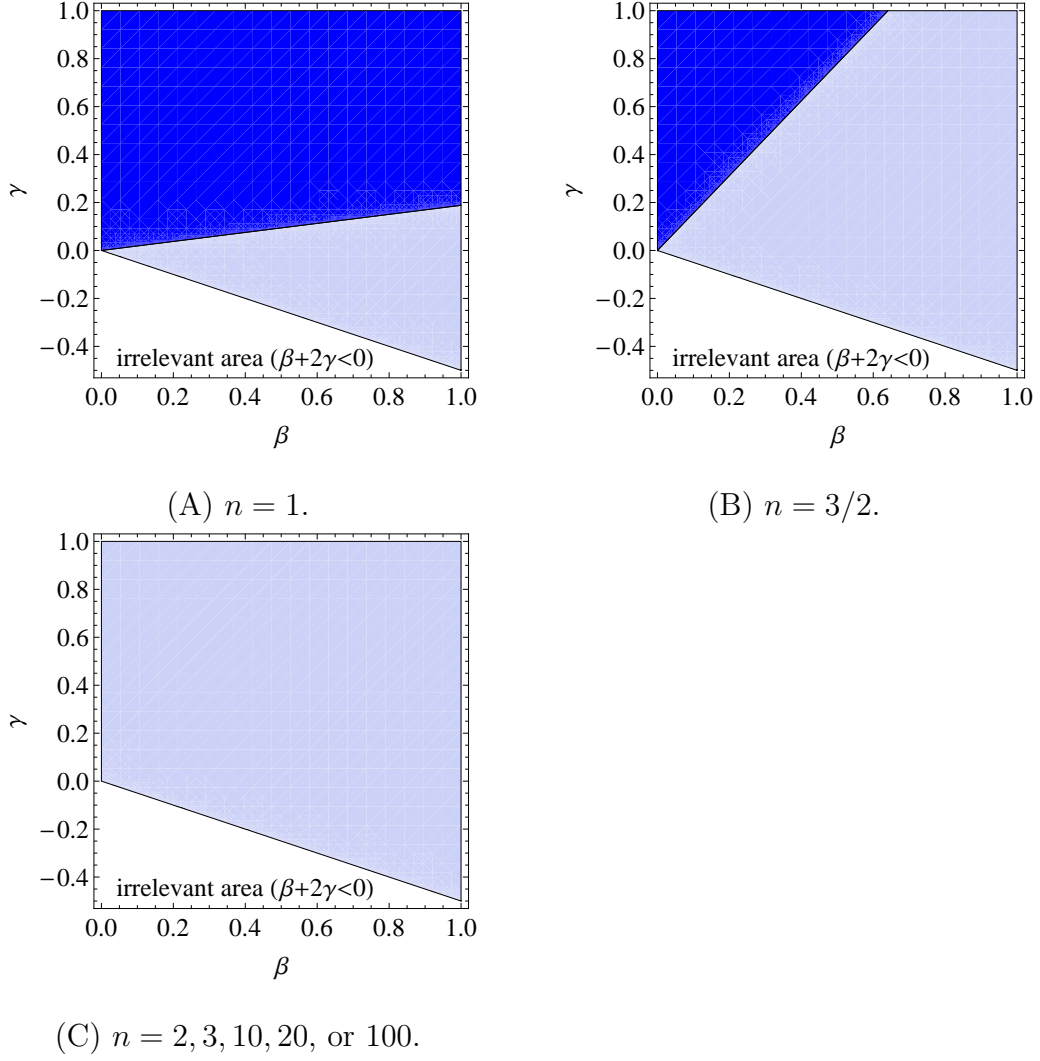 1.0
0.8
0.6
0.4
0.2
0.0
−0.2
−0.4
γ
irrelevant area (β+2γ<0)
0.0 0.2 0.4 0.6 0.8 1.0
β
(A) n = 1.
1.0
0.8
0.6
0.4
0.2
0.0
−0.2
−0.4
γ
irrelevant area (β+2γ<0)
0.0 0.2 0.4 0.6 0.8 1.0
β
(B) n = 3/2.
1.0
0.8
0.6
0.4
0.2
0.0
−0.2
−0.4
γ
irrelevant area (β+2γ<0)
0.0 0.2 0.4 0.6 0.8 1.0
β
(C) n = 2, 3, 10, 20, or 100.